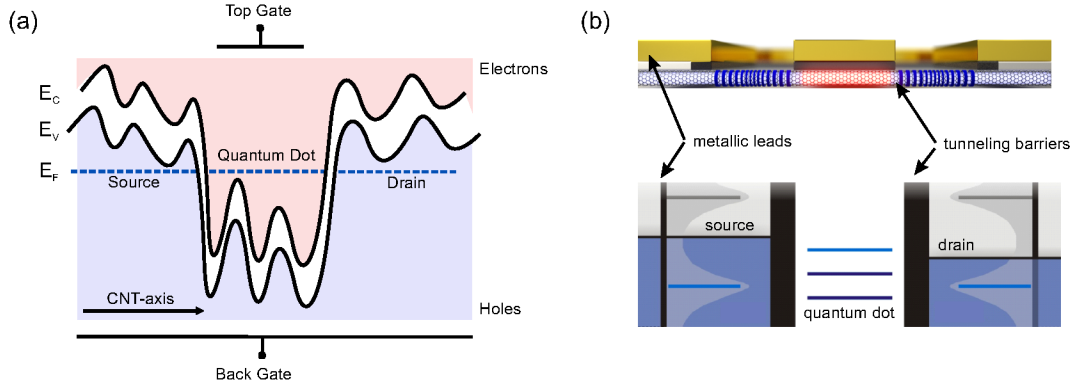 (a)
Top Gate
Electrons
E_C
E_V
E_F
Quantum Dot
Source
Drain
CNT-axis
Holes
Back Gate
(b)
metallic leads
tunneling barriers
source
drain
quantum dot